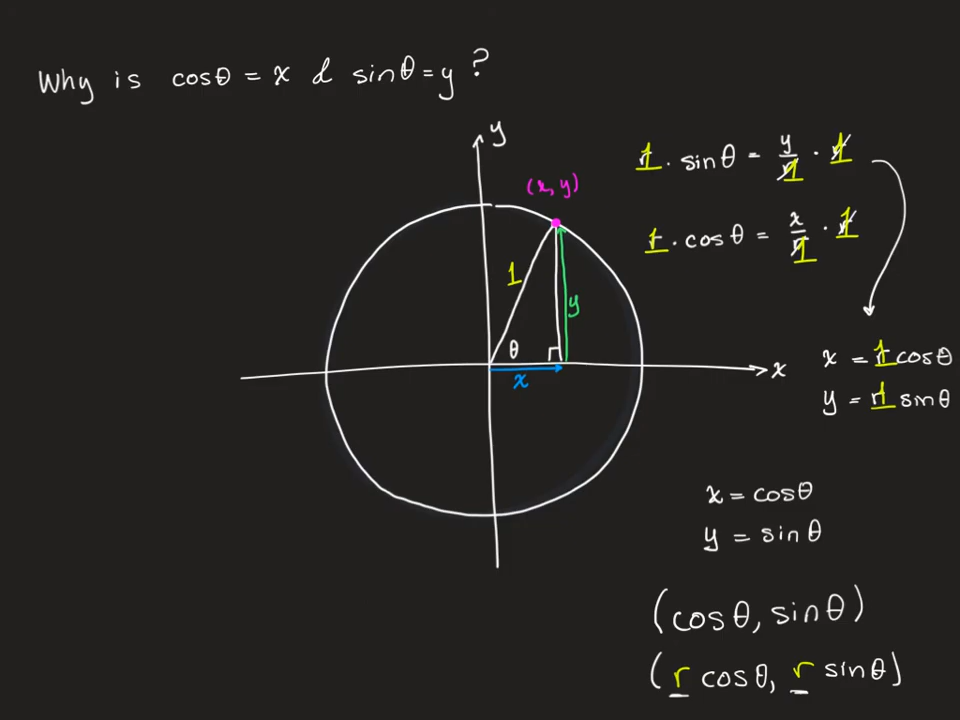 Why is cosθ = x & sinθ = y ?
y
(x, y)
1 · sinθ = y/1 · 1
1 · cosθ = x/1 · 1
1
y
θ
x
x
x = 1 cosθ
y = 1 sinθ
x = cosθ
y = sinθ
(cosθ, sinθ)
(r cosθ, r sinθ)